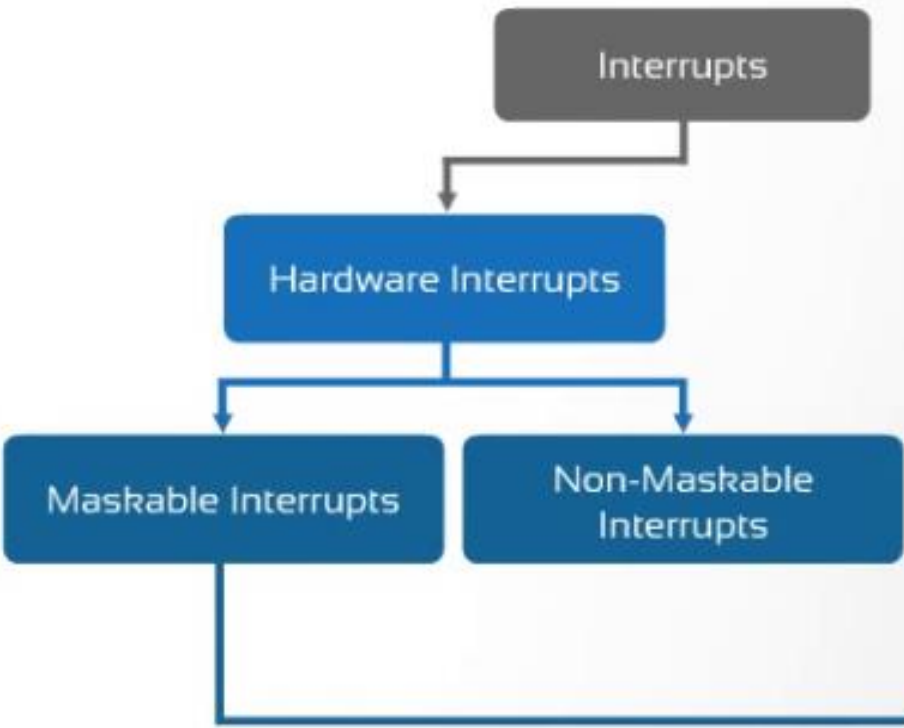 Interrupts
Hardware Interrupts
Maskable Interrupts
Non-Maskable
Interrupts